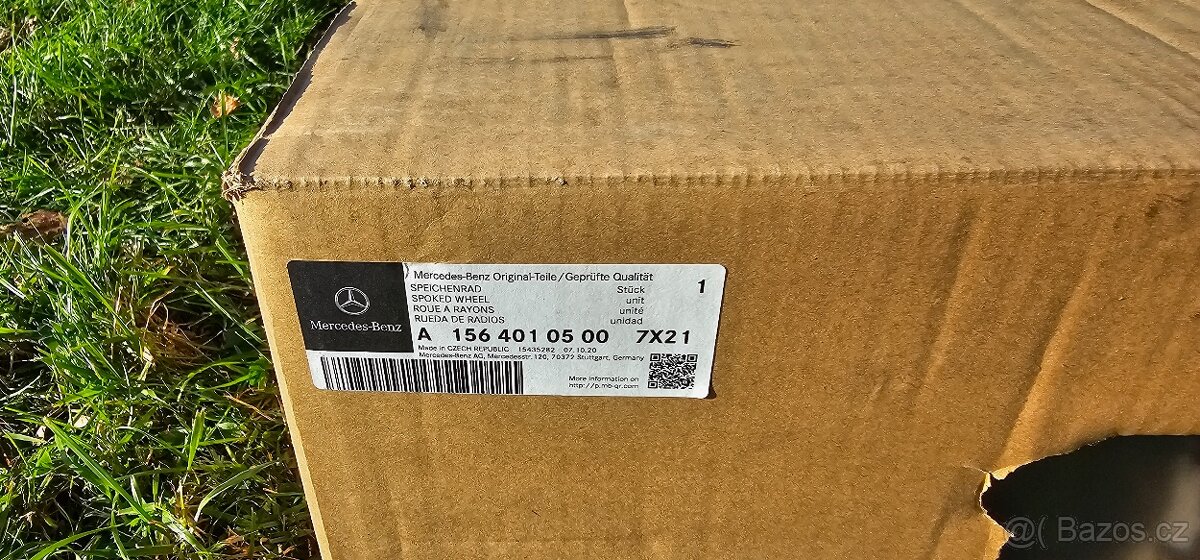 Mercedes-Benz Original-Teile/Geprüfte Qualität 1
SPEICHENRAD Stück
SPOKED WHEEL unit
ROUE A RAYONS unité
RUEDA DE RADIOS unidad
Mercedes-Benz
A 156 401 05 00 7X21
Made in CZECH REPUBLIC 15435282 07.10.20
Mercedes-Benz AG, Mercedesstr. 120, 70372 Stuttgart, Germany
More information on
http://p.mb-qr.com
Bazos.cz